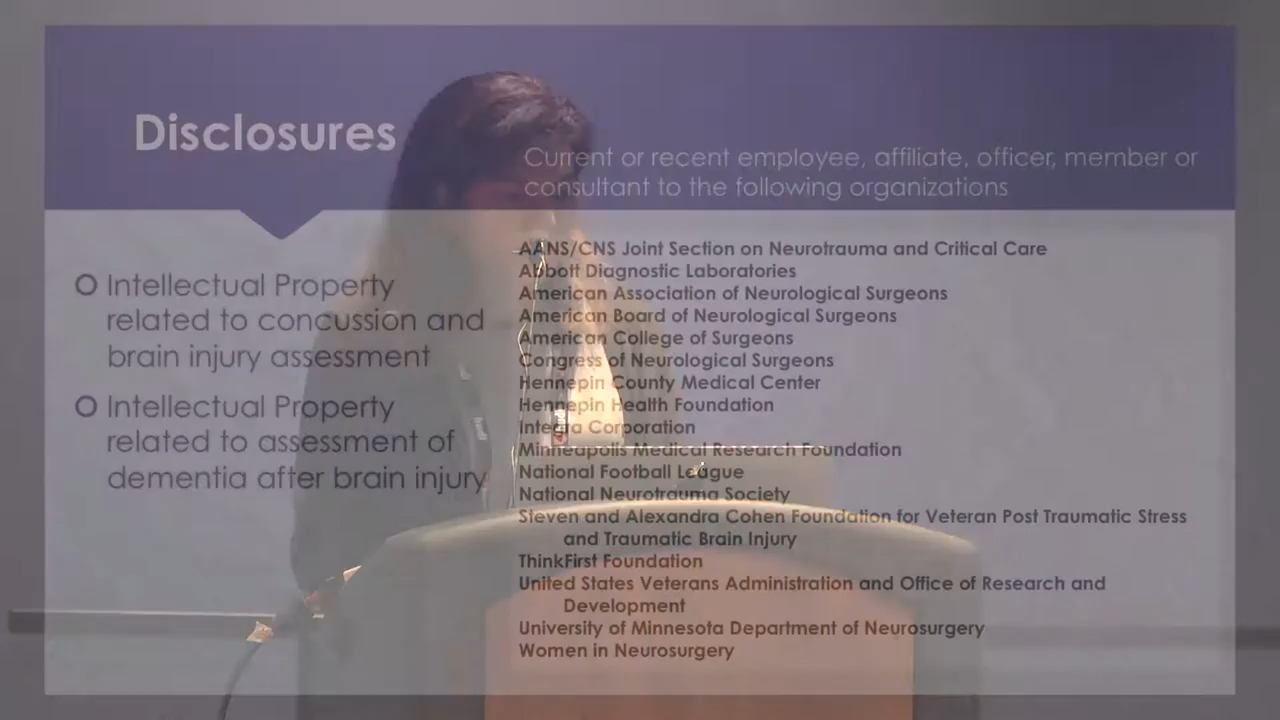 Disclosures
Current or recent employee, affiliate, officer, member or
consultant to the following organizations
O Intellectual Property
related to concussion and
brain injury assessment
O Intellectual Property
related to assessment of
dementia after brain injury
AANS/CNS Joint Section on Neurotrauma and Critical Care
Abbott Diagnostic Laboratories
American Association of Neurological Surgeons
American Board of Neurological Surgeons
American College of Surgeons
Congress of Neurological Surgeons
Hennepin County Medical Center
Hennepin Health Foundation
Integra Corporation
Minneapolis Medical Research Foundation
National Football League
National Neurotrauma Society
Steven and Alexandra Cohen Foundation for Veteran Post Traumatic Stress
and Traumatic Brain Injury
ThinkFirst Foundation
United States Veterans Administration and Office of Research and
Development
University of Minnesota Department of Neurosurgery
Women in Neurosurgery